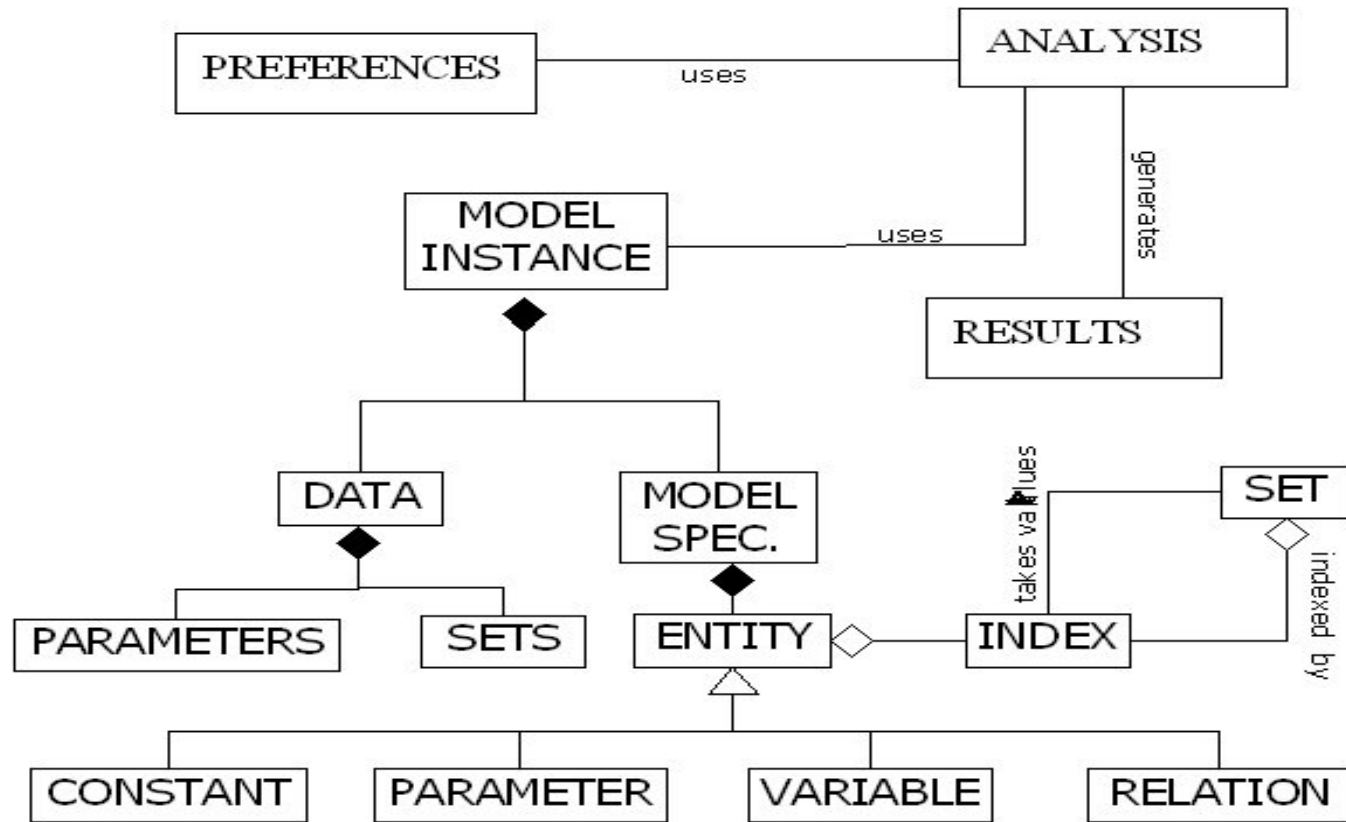 PREFERENCES
ANALYSIS
uses
generates
MODEL
INSTANCE
uses
RESULTS
DATA
MODEL
SPEC.
takes values
SET
indexed by
PARAMETERS
SETS
ENTITY
INDEX
CONSTANT
PARAMETER
VARIABLE
RELATION